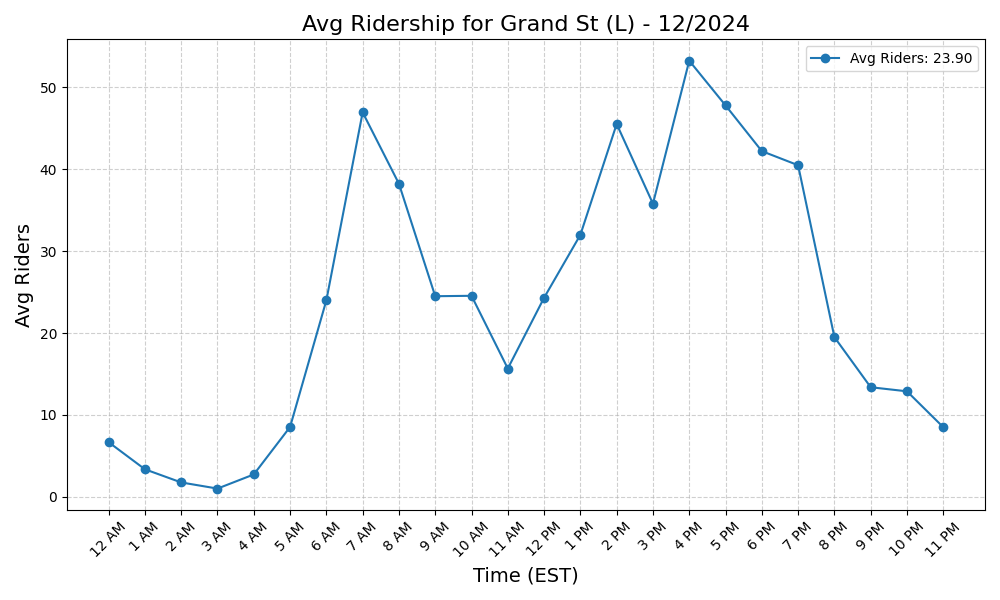 Avg Ridership for Grand St (L) - 12/2024
Avg Riders: 23.90
Avg Riders
50
40
30
20
10
0
12 AM
1 AM
2 AM
3 AM
4 AM
5 AM
6 AM
7 AM
8 AM
9 AM
10 AM
11 AM
12 PM
1 PM
2 PM
3 PM
4 PM
5 PM
6 PM
7 PM
8 PM
9 PM
10 PM
11 PM
Time (EST)